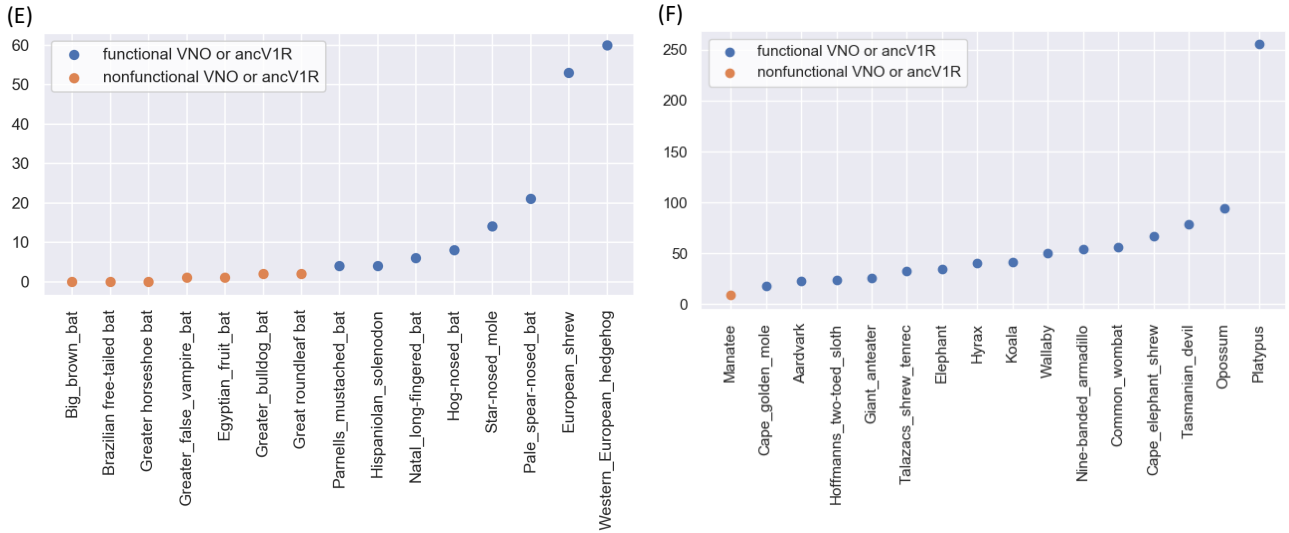 (E)
functional VNO or ancV1R
nonfunctional VNO or ancV1R
60
50
40
30
20
10
0
Big_brown_bat
Brazilian free-tailed bat
Greater horseshoe bat
Greater_false_vampire_bat
Egyptian_fruit_bat
Greater_bulldog_bat
Great roundleaf bat
Parnells_mustached_bat
Hispaniolan_solenodon
Natal_long-fingered_bat
Hog-nosed_bat
Star-nosed_mole
Pale_spear-nosed_bat
European_shrew
Western_European_hedgehog
(F)
functional VNO or ancV1R
nonfunctional VNO or ancV1R
250
200
150
100
50
0
Manatee
Cape_golden_mole
Aardvark
Hoffmanns_two-toed_sloth
Giant_anteater
Talazacs_shrew_tenrec
Elephant
Hyrax
Koala
Wallaby
Nine-banded_armadillo
Common_wombat
Cape_elephant_shrew
Tasmanian_devil
Opossum
Platypus